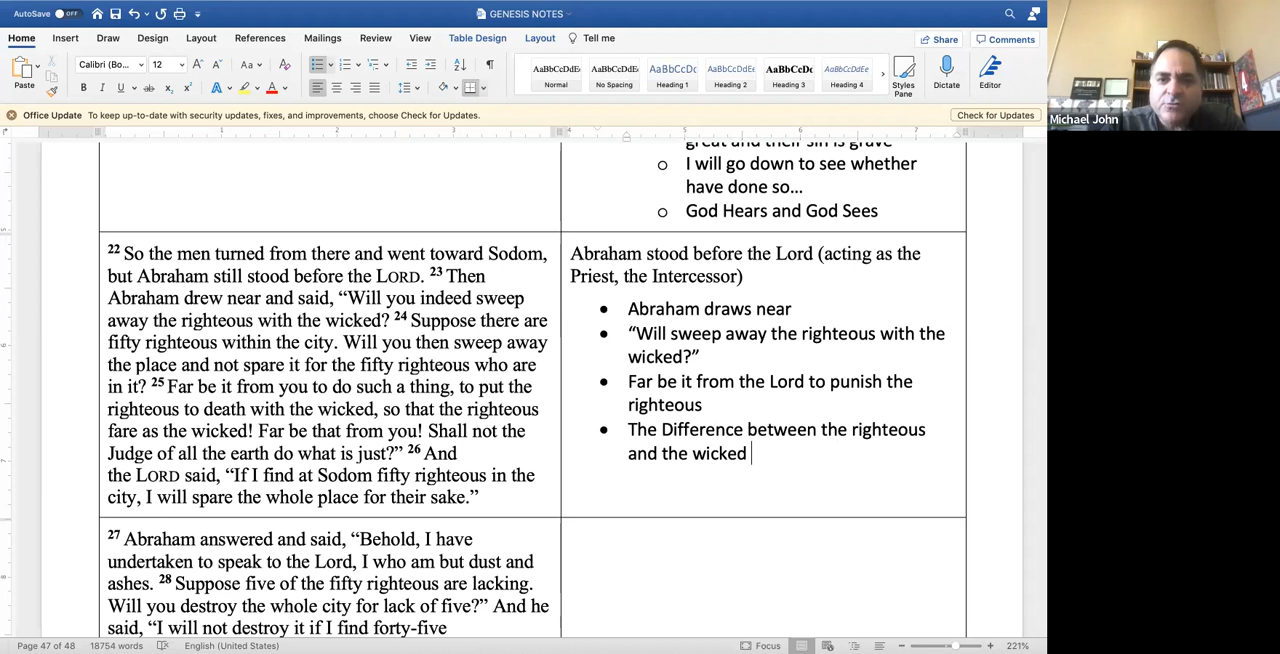 AutoSave OFF
GENESIS NOTES
Home Insert Draw Design Layout References Mailings Review View Table Design Layout Tell me
Share Comments
Paste
Calibri (Bo... 12
AaBbCcDdEe AaBbCcDdEe AaBbCcDc AaBbCcDdEe AaBbCcDc AaBbCcDdEe
Normal No Spacing Heading 1 Heading 2 Heading 3 Heading 4
Styles Pane
Dictate
Editor
Office Update To keep up-to-date with security updates, fixes, and improvements, choose Check for Updates.
Check for Updates
Michael John
great and their sin is grave
I will go down to see whether
have done so...
God Hears and God Sees
22 So the men turned from there and went toward Sodom,
but Abraham still stood before the LORD. 23 Then
Abraham drew near and said, “Will you indeed sweep
away the righteous with the wicked? 24 Suppose there are
fifty righteous within the city. Will you then sweep away
the place and not spare it for the fifty righteous who are
in it? 25 Far be it from you to do such a thing, to put the
righteous to death with the wicked, so that the righteous
fare as the wicked! Far be that from you! Shall not the
Judge of all the earth do what is just?” 26 And
the LORD said, “If I find at Sodom fifty righteous in the
city, I will spare the whole place for their sake.”
Abraham stood before the Lord (acting as the
Priest, the Intercessor)
Abraham draws near
“Will sweep away the righteous with the
wicked?”
Far be it from the Lord to punish the
righteous
The Difference between the righteous
and the wicked
27 Abraham answered and said, “Behold, I have
undertaken to speak to the Lord, I who am but dust and
ashes. 28 Suppose five of the fifty righteous are lacking.
Will you destroy the whole city for lack of five?” And he
said, “I will not destroy it if I find forty-five
Page 47 of 48 18754 words English (United States)
Focus
221%